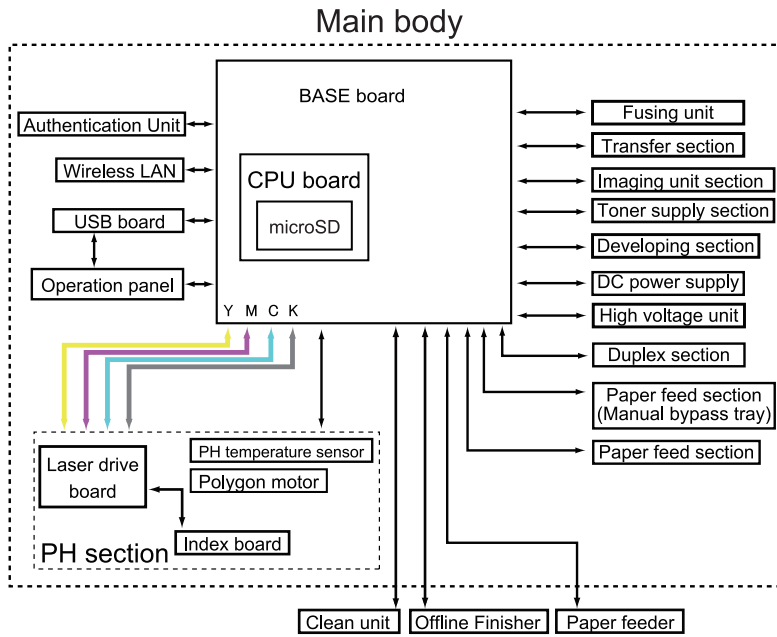 Main body
BASE board
CPU board
microSD
Authentication Unit
Wireless LAN
USB board
Operation panel
Y M C K
Fusing unit
Transfer section
Imaging unit section
Toner supply section
Developing section
DC power supply
High voltage unit
Duplex section
Paper feed section
(Manual bypass tray)
Paper feed section
Laser drive
board
PH temperature sensor
Polygon motor
Index board
PH section
Clean unit
Offline Finisher
Paper feeder